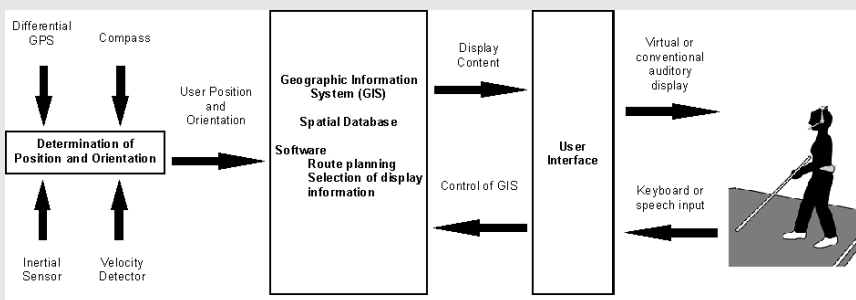 Differential
GPS
Compass
Determination of
Position and Orientation
Inertial
Sensor
Velocity
Detector
User Position
and
Orientation
Geographic Information
System (GIS)
Spatial Database
Software
Route planning
Selection of display
information
Display
Content
Control of GIS
User
Interface
Virtual or
conventional
auditory
display
Keyboard or
speech input